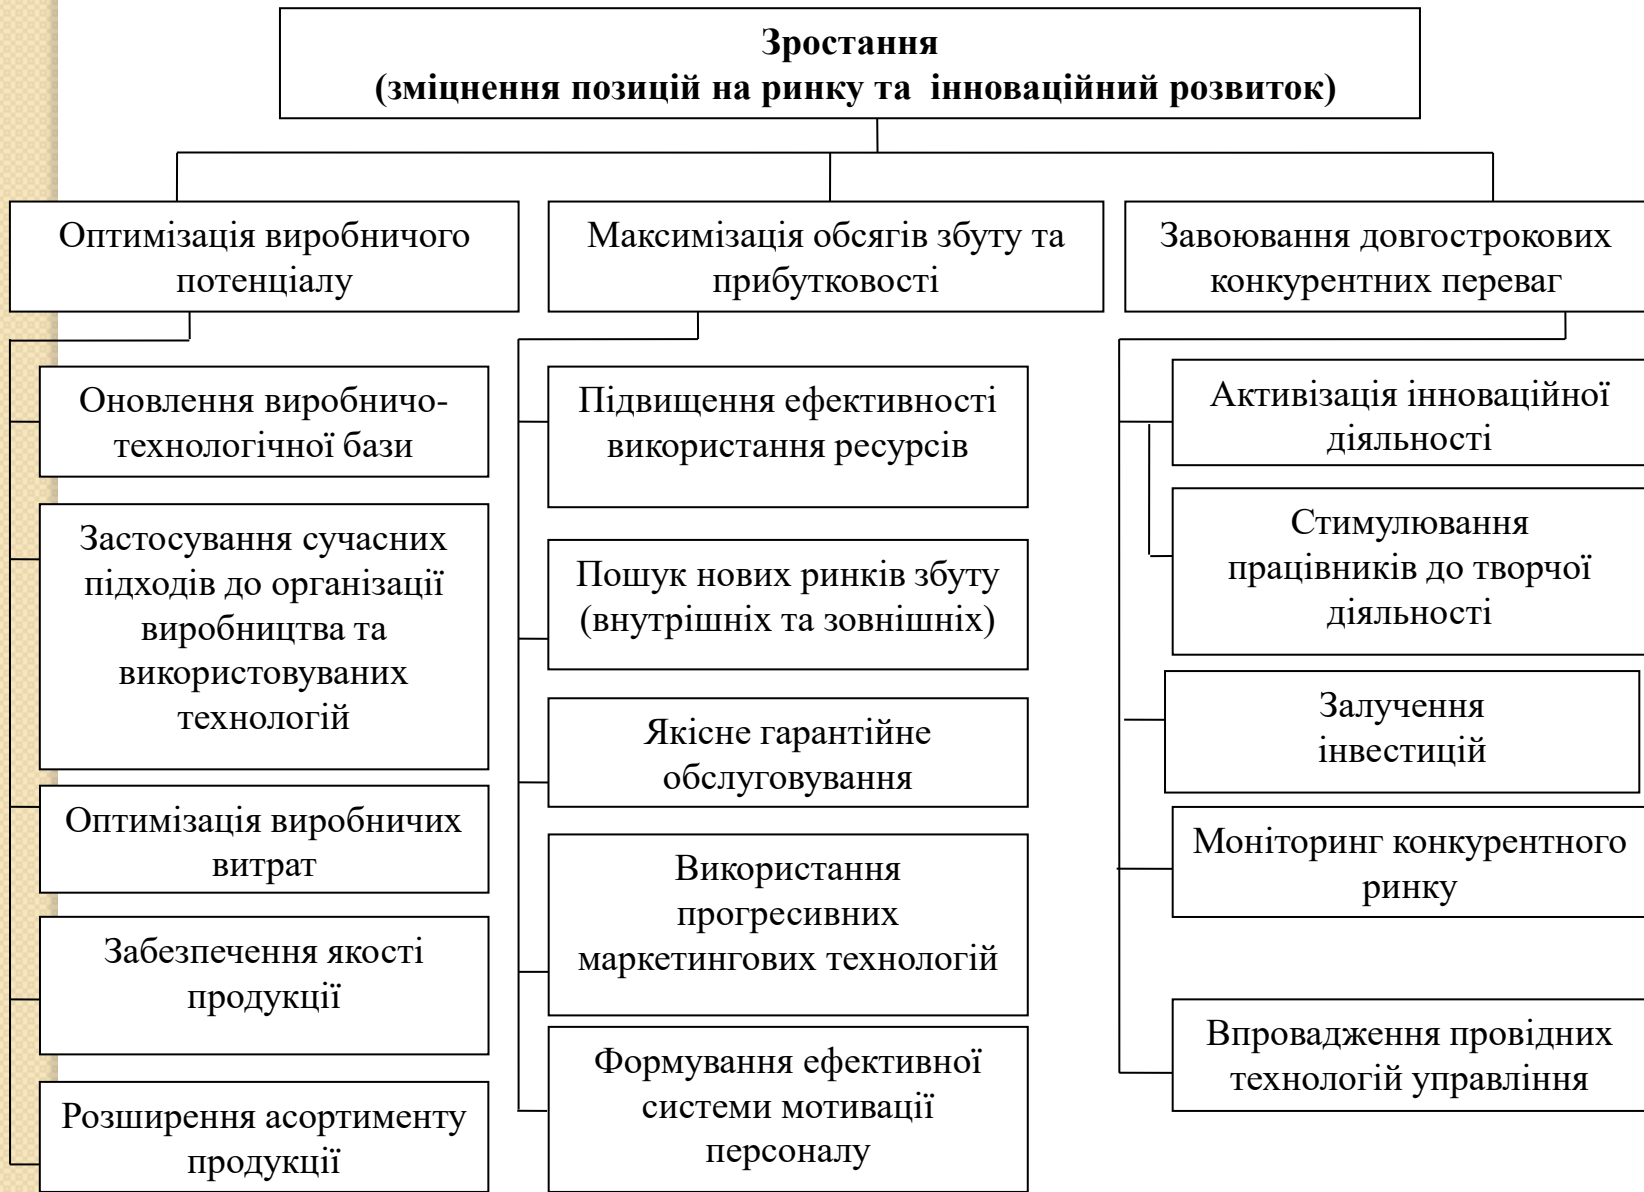 Зростання
(зміцнення позицій на ринку та інноваційний розвиток)
Оптимізація виробничого
потенціалу
Оновлення виробничо-
технологічної бази
Застосування сучасних
підходів до організації
виробництва та
використовуваних
технологій
Оптимізація виробничих
витрат
Забезпечення якості
продукції
Розширення асортименту
продукції
Максимізація обсягів збуту та
прибутковості
Підвищення ефективності
використання ресурсів
Пошук нових ринків збуту
(внутрішніх та зовнішніх)
Якісне гарантійне
обслуговування
Використання
прогресивних
маркетингових технологій
Формування ефективної
системи мотивації
персоналу
Завоювання довгострокових
конкурентних переваг
Активізація інноваційної
діяльності
Стимулювання
працівників до творчої
діяльності
Залучення
інвестицій
Моніторинг конкурентного
ринку
Впровадження провідних
технологій управління